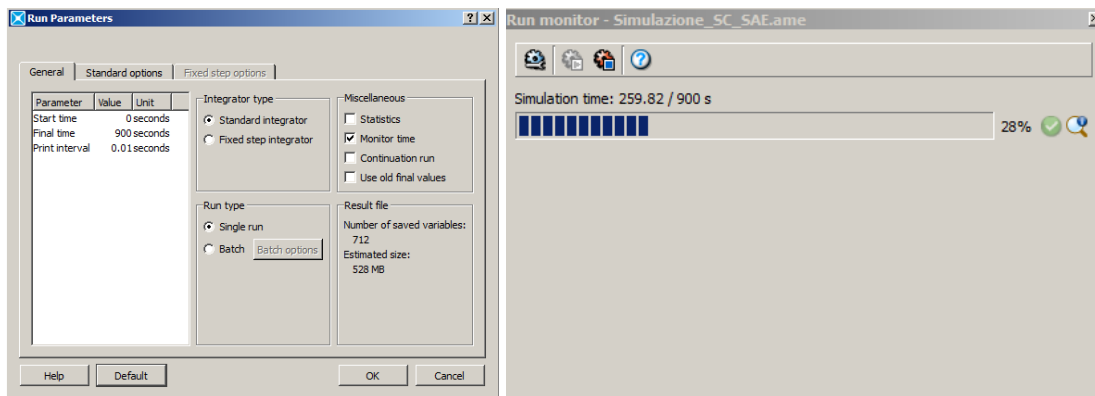 Run Parameters
General
Standard options
Fixed step options
Parameter Value Unit
Start time 0 seconds
Final time 900 seconds
Print interval 0.01 seconds
Integrator type
Standard integrator
Fixed step integrator
Miscellaneous
Statistics
Monitor time
Continuation run
Use old final values
Run type
Single run
Batch
Batch options
Result file
Number of saved variables:
712
Estimated size:
528 MB
Help
Default
OK
Cancel
Run monitor - Simulazione_SC_SAE.ame
Simulation time: 259.82 / 900 s
28%